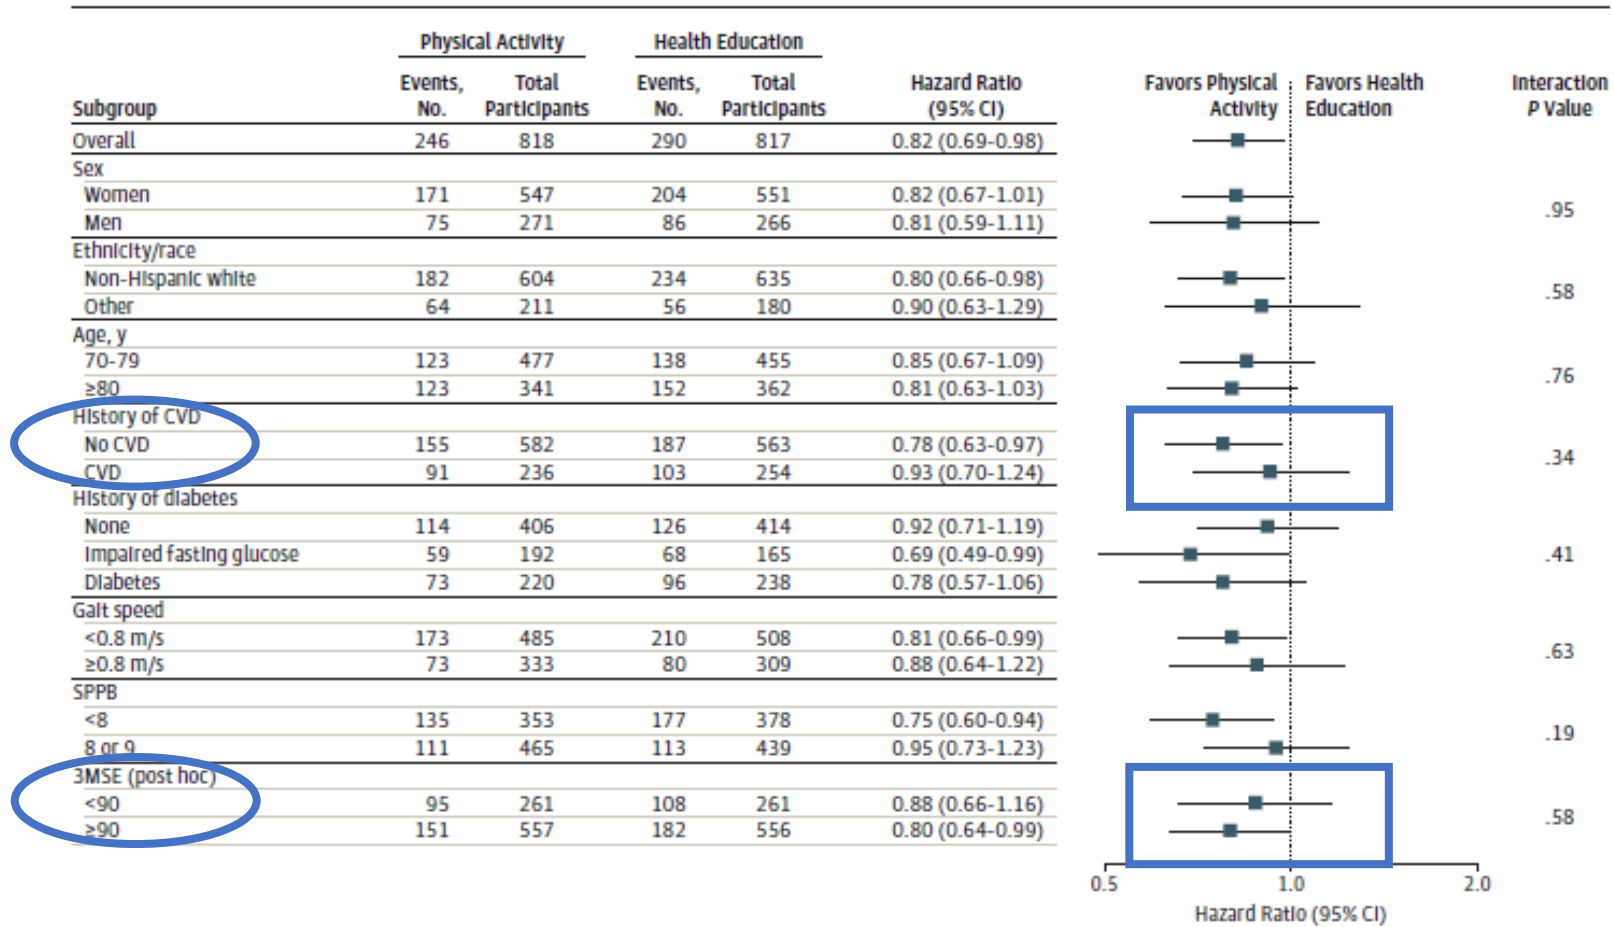 Physical Activity Health Education
Events, No. Total Participants Events, No. Total Participants Hazard Ratio (95% CI) Favors Physical Activity Favors Health Education Interaction P Value
Subgroup
Overall 246 818 290 817 0.82 (0.69-0.98)
Sex
Women 171 547 204 551 0.82 (0.67-1.01)
Men 75 271 86 266 0.81 (0.59-1.11)
.95
Ethnicity/race
Non-Hispanic white 182 604 234 635 0.80 (0.66-0.98)
Other 64 211 56 180 0.90 (0.63-1.29)
.58
Age, y
70-79 123 477 138 455 0.85 (0.67-1.09)
≥80 123 341 152 362 0.81 (0.63-1.03)
.76
History of CVD
No CVD 155 582 187 563 0.78 (0.63-0.97)
CVD 91 236 103 254 0.93 (0.70-1.24)
.34
History of diabetes
None 114 406 126 414 0.92 (0.71-1.19)
Impaired fasting glucose 59 192 68 165 0.69 (0.49-0.99) .41
Diabetes 73 220 96 238 0.78 (0.57-1.06)
Gait speed
<0.8 m/s 173 485 210 508 0.81 (0.66-0.99)
≥0.8 m/s 73 333 80 309 0.88 (0.64-1.22)
.63
SPPB
<8 135 353 177 378 0.75 (0.60-0.94)
8 or 9 111 465 113 439 0.95 (0.73-1.23)
.19
3MSE (post hoc)
<90 95 261 108 261 0.88 (0.66-1.16)
≥90 151 557 182 556 0.80 (0.64-0.99)
.58
0.5 1.0 2.0
Hazard Ratio (95% CI)